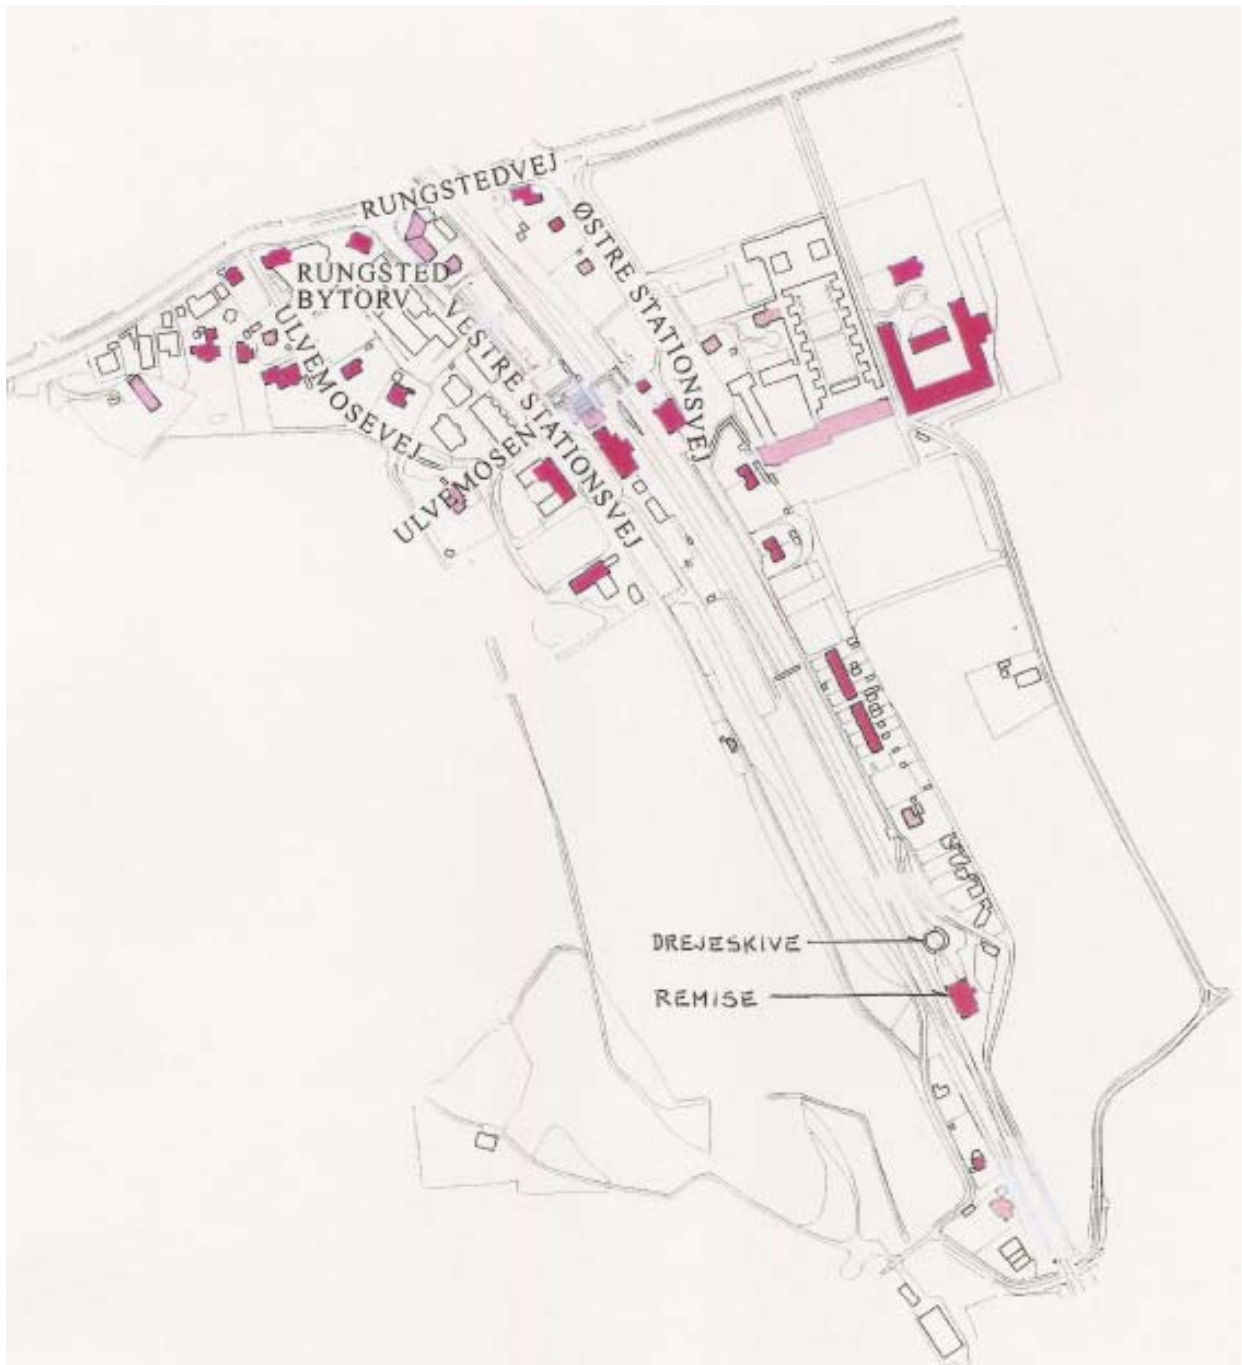 RUNGSTEDVEJ
ØSTRE STATIONSVEJ
RUNGSTED
BYTORV
VESTRE STATIONSVEJ
ULVEMOSEVEJ
ULVEMOSEN
DREJESKIVE
REMISE